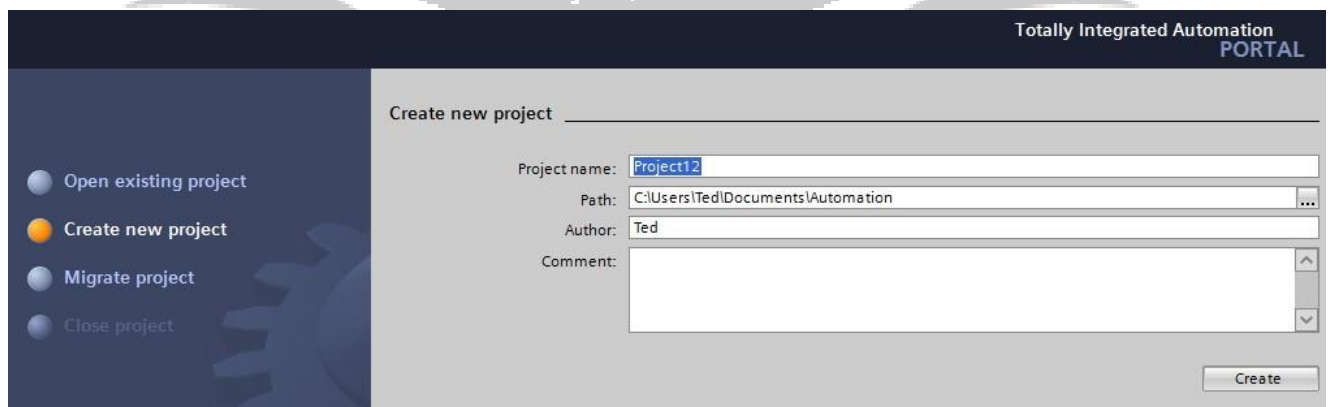 Totally Integrated Automation
PORTAL
Open existing project
Create new project
Migrate project
Close project
Create new project
Project name: Project12
Path: C:\Users\Ted\Documents\Automation ...
Author: Ted
Comment:
Create